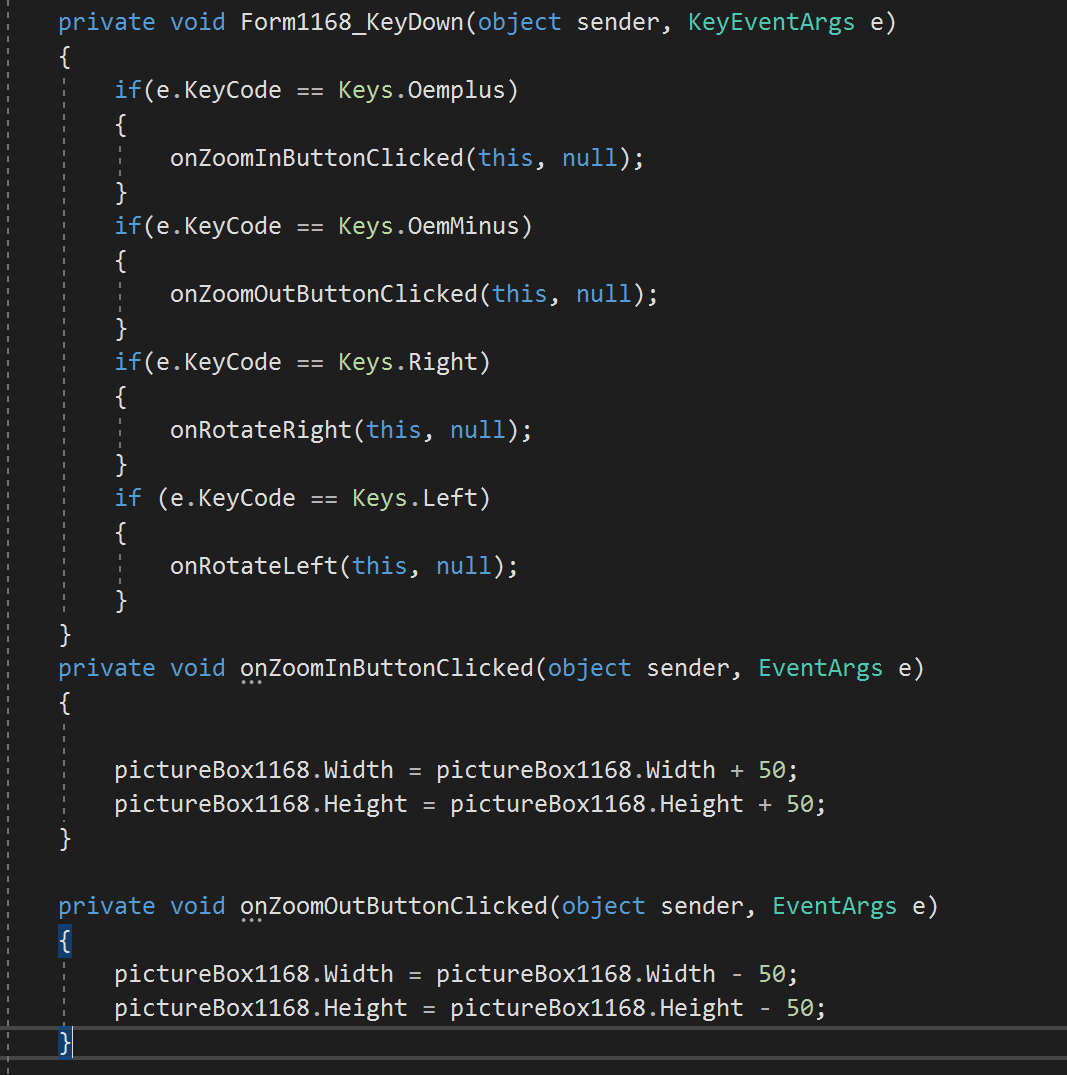 private void Form1168_KeyDown(object sender, KeyEventArgs e)
{
    if(e.KeyCode == Keys.Oemplus)
    {
        onZoomInButtonClicked(this, null);
    }
    if(e.KeyCode == Keys.OemMinus)
    {
        onZoomOutButtonClicked(this, null);
    }
    if(e.KeyCode == Keys.Right)
    {
        onRotateRight(this, null);
    }
    if (e.KeyCode == Keys.Left)
    {
        onRotateLeft(this, null);
    }
}
private void onZoomInButtonClicked(object sender, EventArgs e)
{

    pictureBox1168.Width = pictureBox1168.Width + 50;
    pictureBox1168.Height = pictureBox1168.Height + 50;
}

private void onZoomOutButtonClicked(object sender, EventArgs e)
{
    pictureBox1168.Width = pictureBox1168.Width - 50;
    pictureBox1168.Height = pictureBox1168.Height - 50;
}